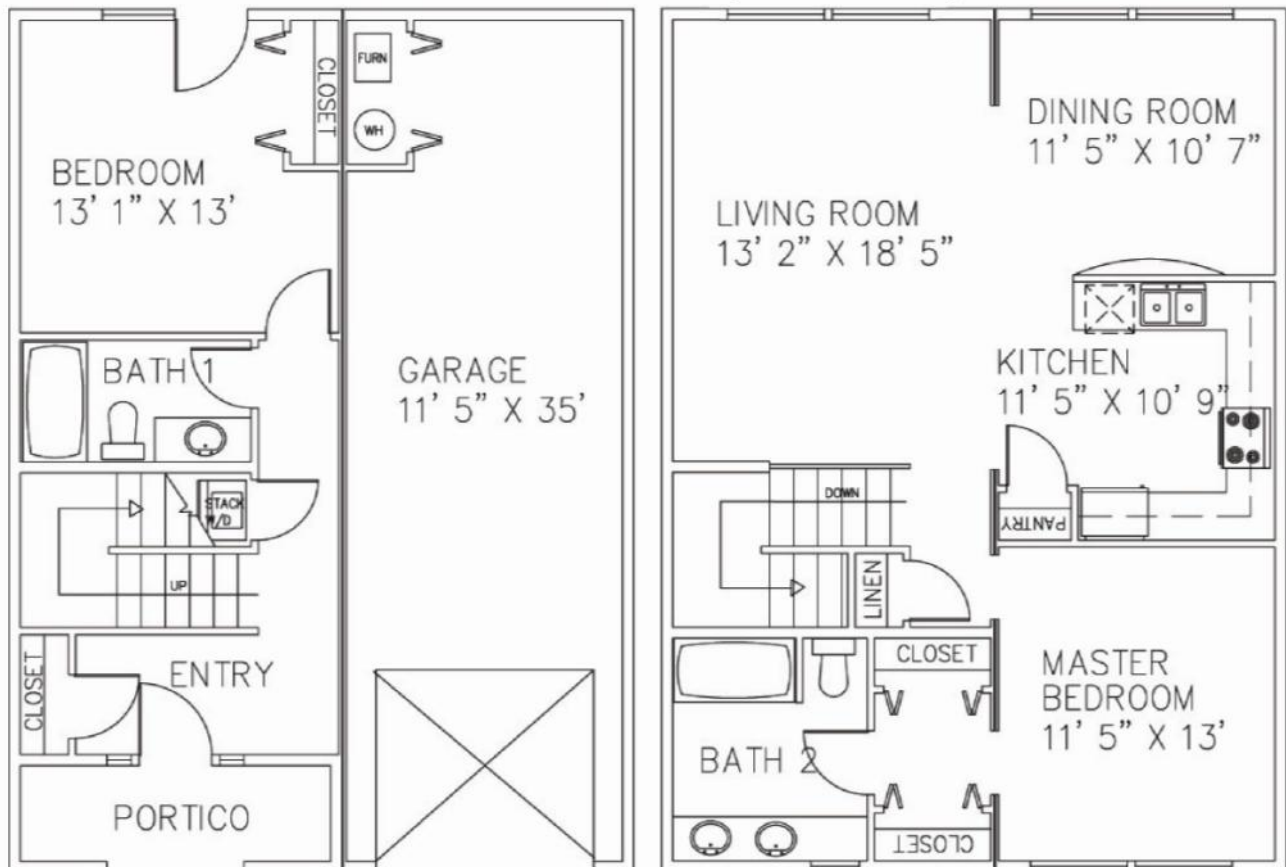 CLOSET
FURN
WH
BEDROOM
13' 1" X 13'
BATH 1
GARAGE
11' 5" X 35'
STACK
W/D
UP
CLOSET
ENTRY
PORTICO
DINING ROOM
11' 5" X 10' 7"
LIVING ROOM
13' 2" X 18' 5"
KITCHEN
11' 5" X 10' 9"
DOWN
PANTRY
LINEN
CLOSET
MASTER
BEDROOM
11' 5" X 13'
BATH 2
CLOSET